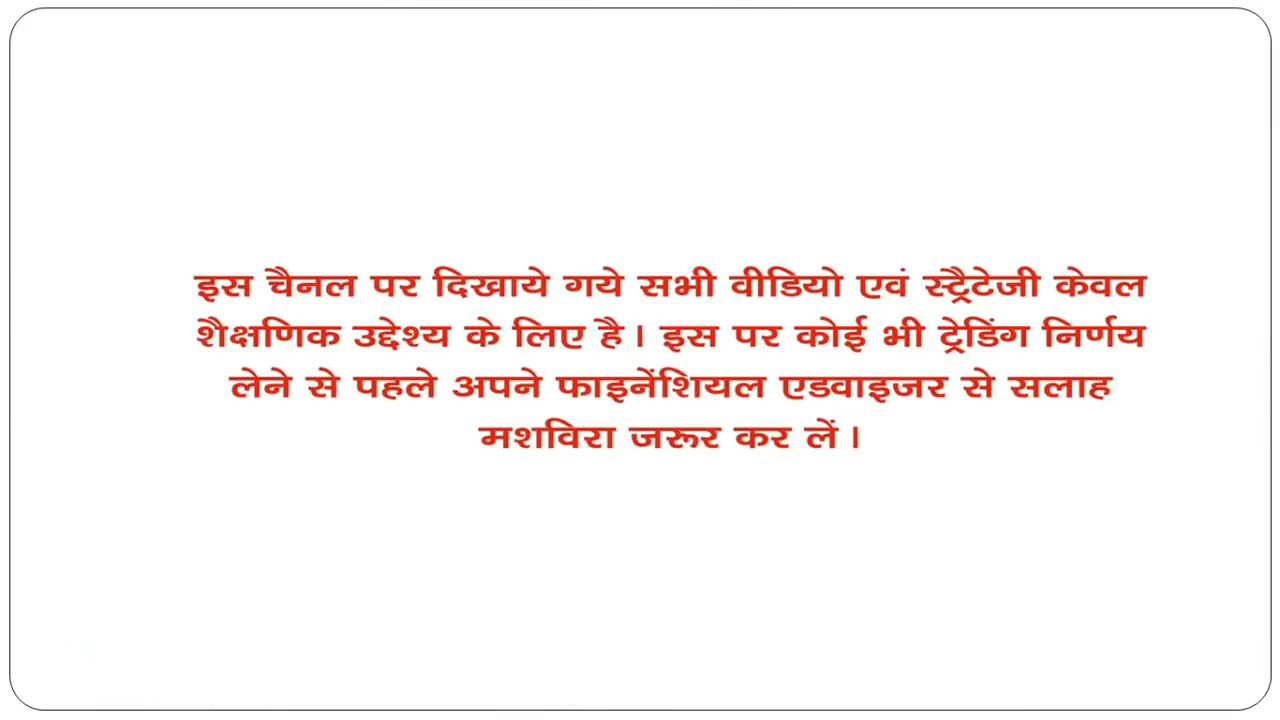 इस चैनल पर दिखाये गये सभी वीडियो एवं स्ट्रैटेजी केवल
शैक्षणिक उद्देश्य के लिए है। इस पर कोई भी ट्रेडिंग निर्णय
लेने से पहले अपने फाइनेंशियल एडवाइजर से सलाह
मशविरा जरूर कर लें।